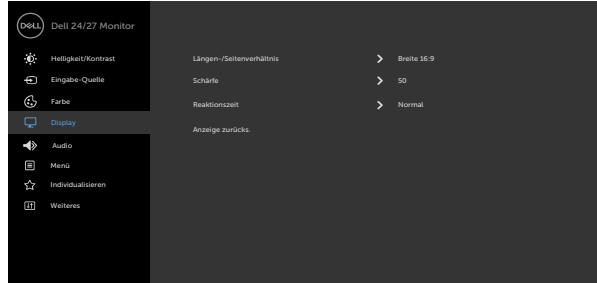 DELL
Dell 24/27 Monitor
Helligkeit/Kontrast
Eingabe-Quelle
Farbe
Display
Audio
Menü
Individualisieren
Weiteres
Längen-/Seitenverhältnis Breite 16:9
Schärfe 50
Reaktionszeit Normal
Anzeige zurücks.